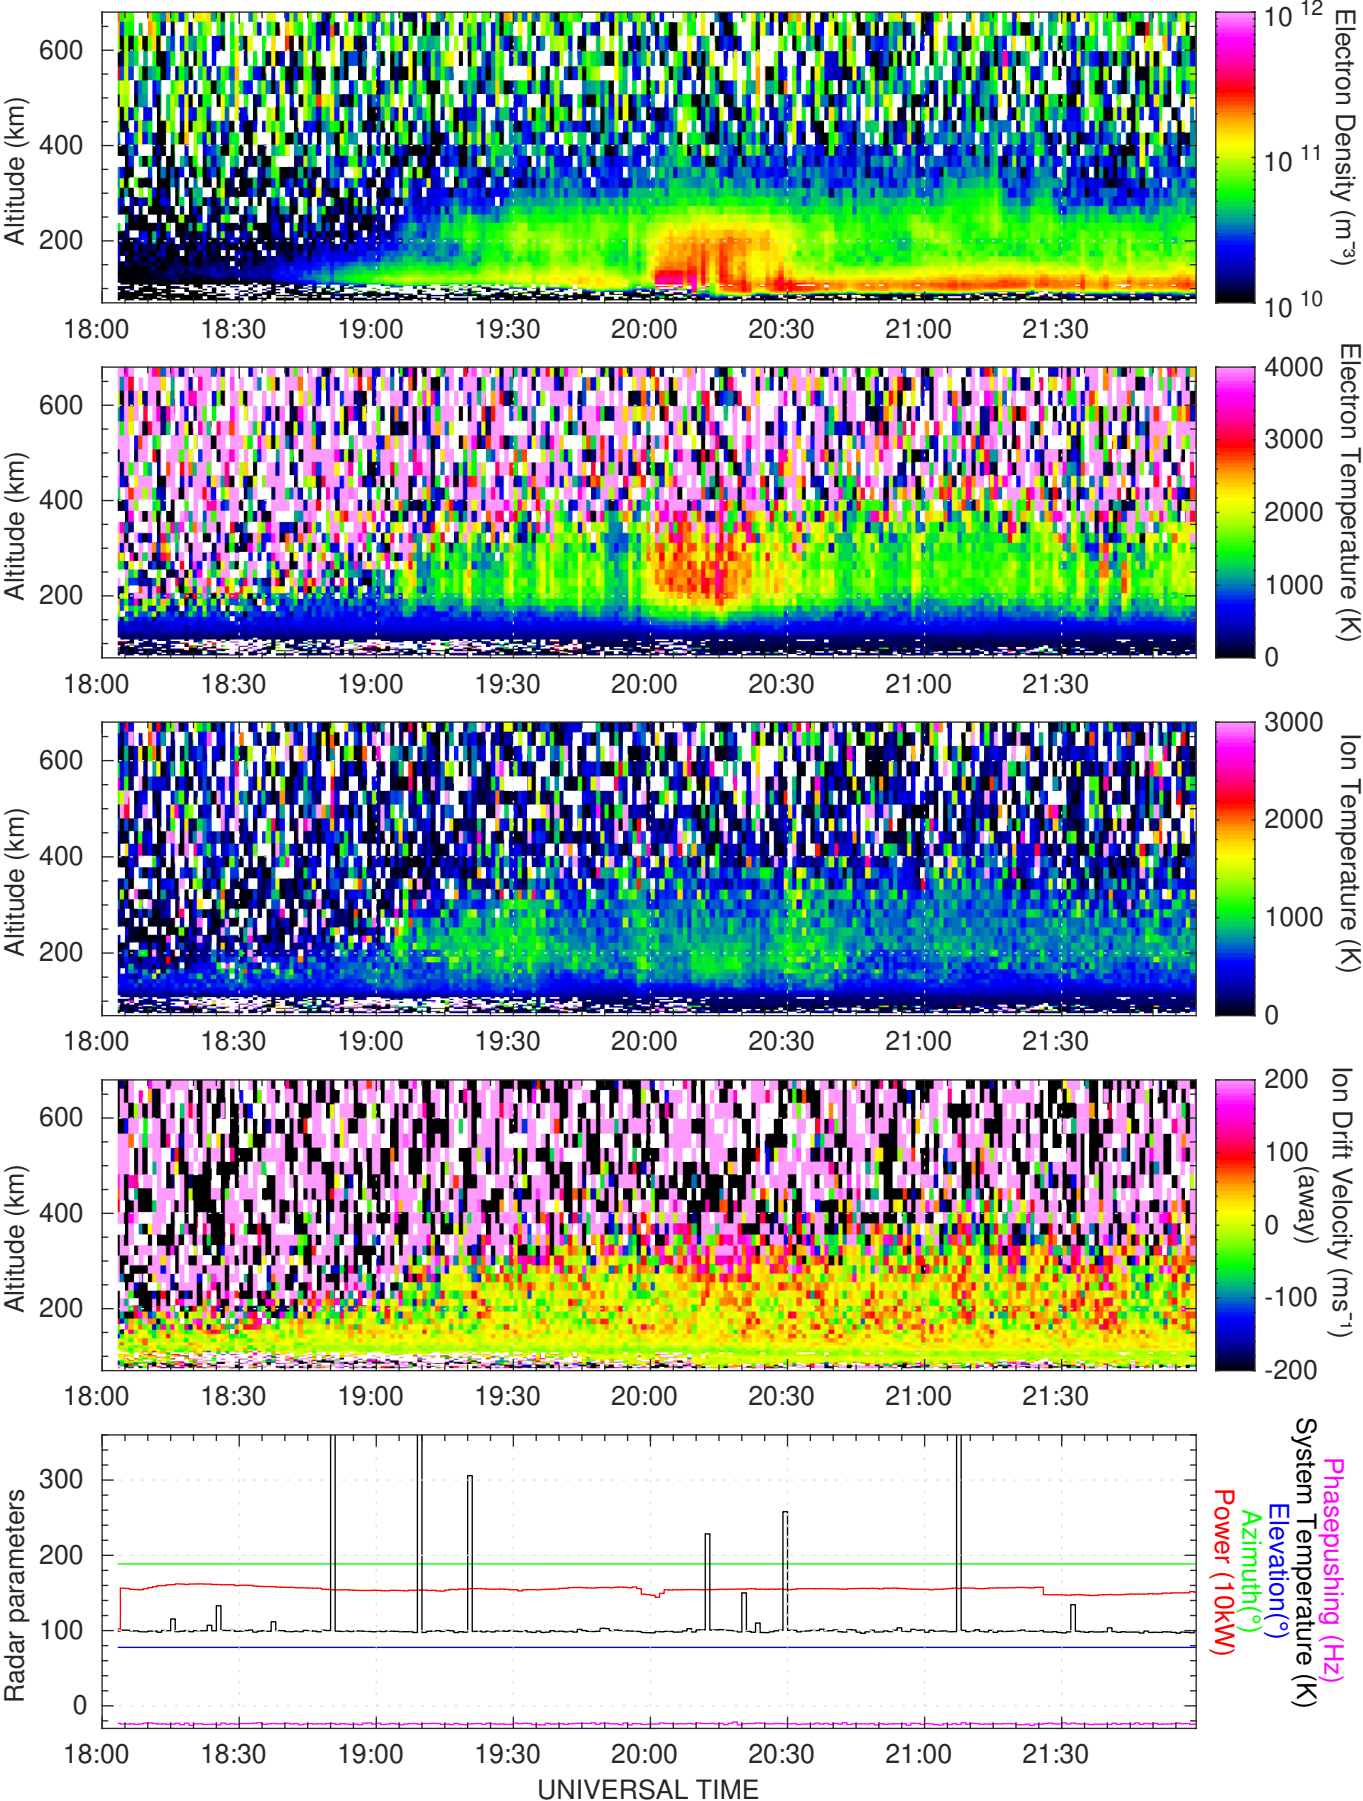 600
400
200
Altitude (km)
18:00 18:30 19:00 19:30 20:00 20:30 21:00 21:30
10 12
10 11
10 10
Electron Density (m⁻³)
600
400
200
Altitude (km)
18:00 18:30 19:00 19:30 20:00 20:30 21:00 21:30
4000
3000
2000
1000
0
Electron Temperature (K)
600
400
200
Altitude (km)
18:00 18:30 19:00 19:30 20:00 20:30 21:00 21:30
3000
2000
1000
0
Ion Temperature (K)
600
400
200
Altitude (km)
18:00 18:30 19:00 19:30 20:00 20:30 21:00 21:30
200
100
0
-100
-200
Ion Drift Velocity (ms⁻¹)
(away)
300
200
100
0
Radar parameters
18:00 18:30 19:00 19:30 20:00 20:30 21:00 21:30
UNIVERSAL TIME
Phasepushing (Hz)
System Temperature (K)
Elevation(°)
Azimuth(°)
Power (10kW)